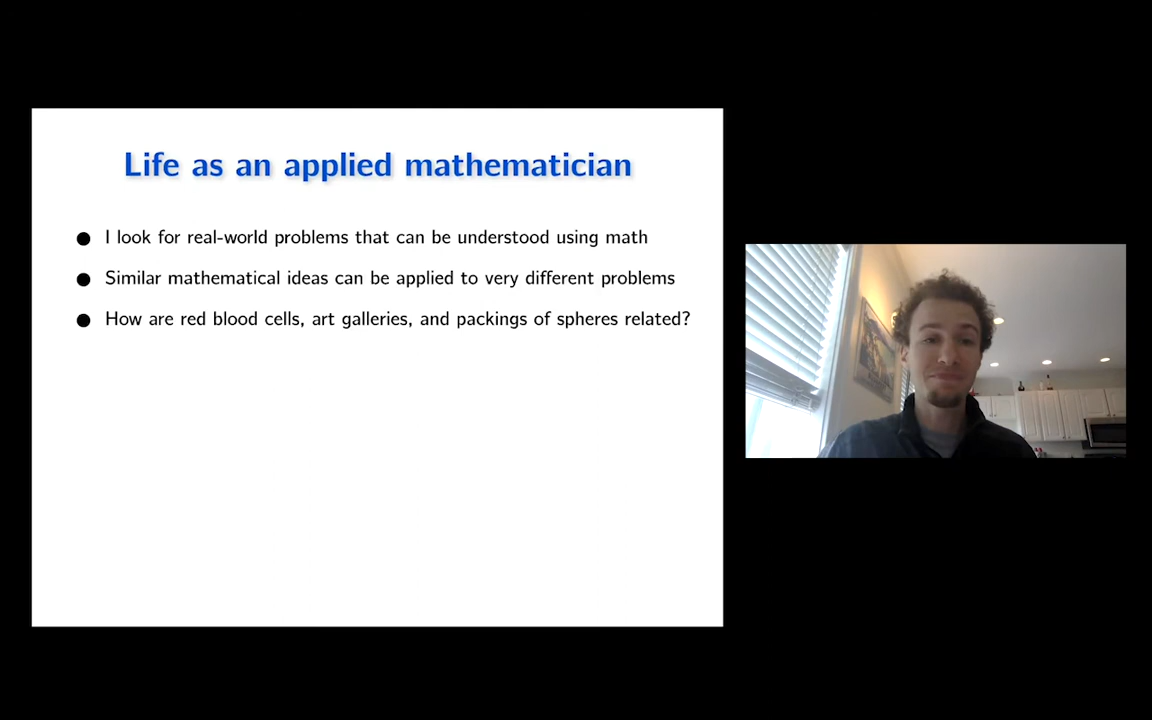 Life as an applied mathematician
● I look for real-world problems that can be understood using math
● Similar mathematical ideas can be applied to very different problems
● How are red blood cells, art galleries, and packings of spheres related?